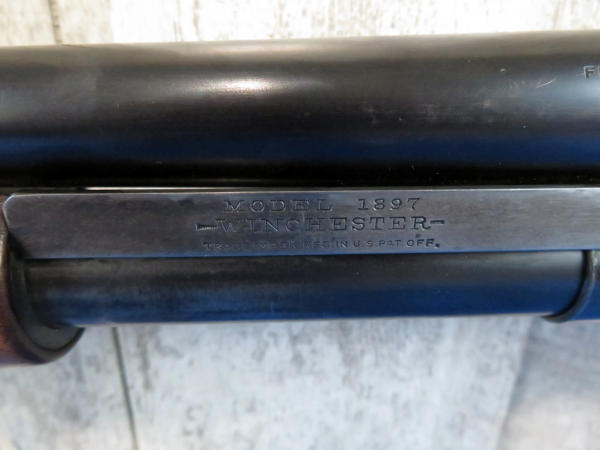 MODEL 1897
-WINCHESTER-
REG. IN U.S. PAT. OFF.